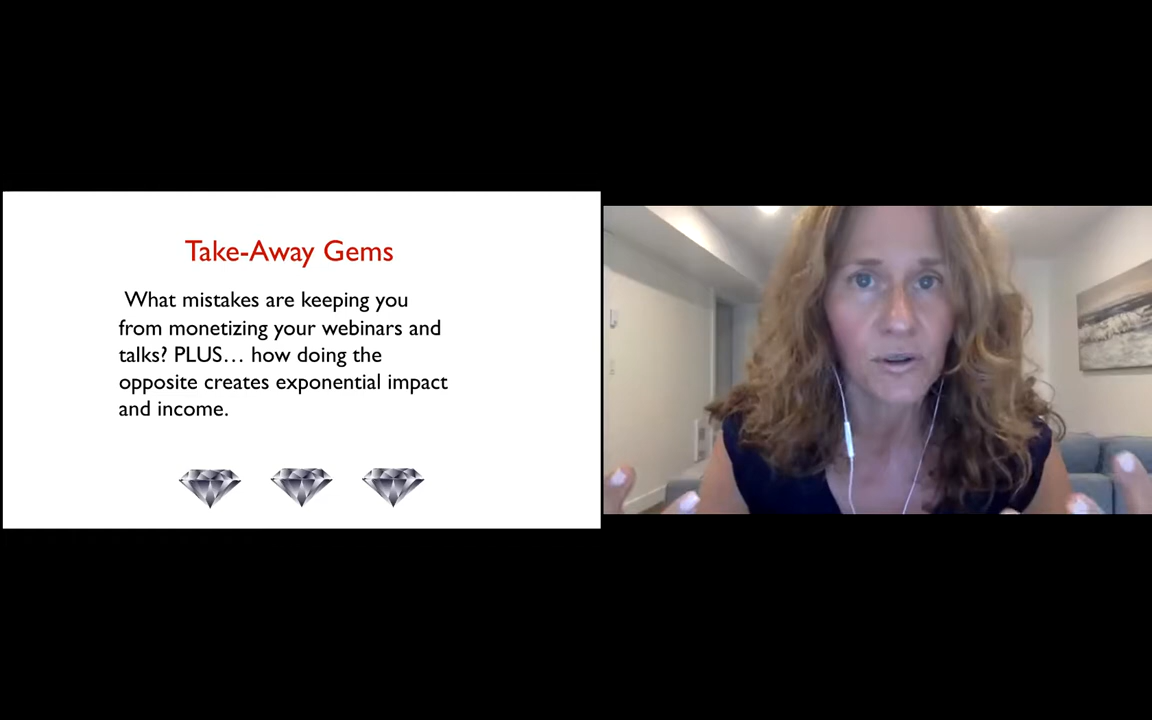 Take-Away Gems
What mistakes are keeping you
from monetizing your webinars and
talks? PLUS... how doing the
opposite creates exponential impact
and income.